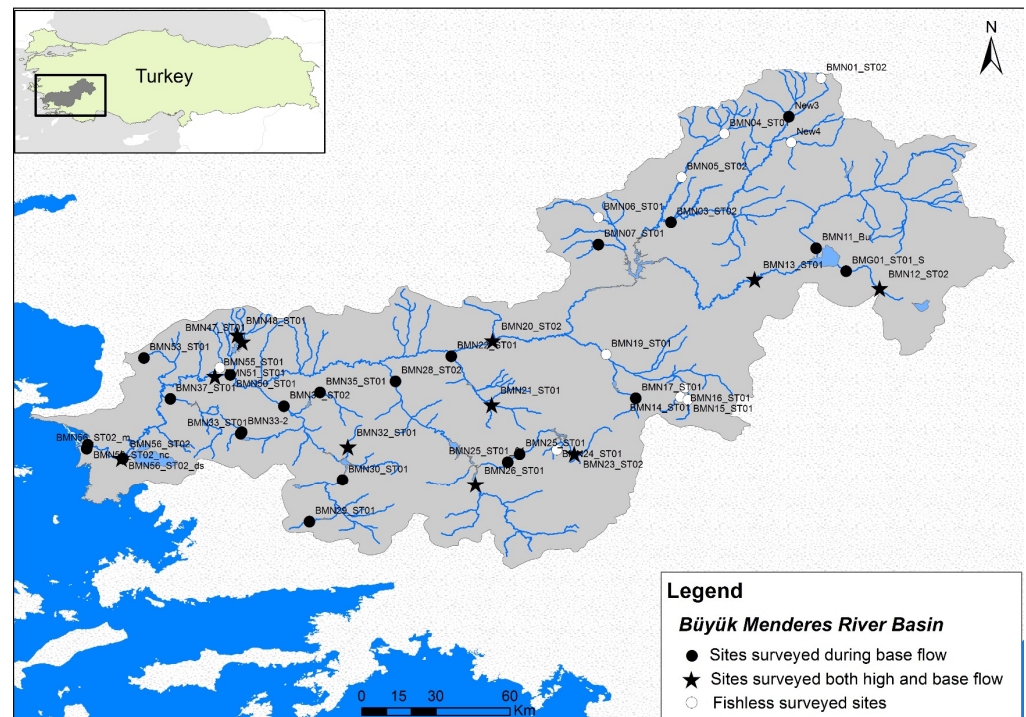 Turkey
N
BMN01_ST02
New3
BMN04_ST01
New4
BMN05_ST02
BMN06_ST01
BMN03_ST02
BMN07_ST01
BMN11_Bu
BMG01_ST01_S
BMN13_ST01
BMN12_ST02
BMN47_ST01
BMN18_ST01
BMN20_ST02
BMN53_ST01
BMN22_ST01
BMN19_ST01
BMN55_ST01
BMN51_ST01
BMN50_ST01
BMN28_ST02
BMN37_ST01
BMN35_ST01
BMN21_ST01
BMN17_ST01
BMN16_ST01
BMN14_ST01
BMN15_ST01
BMN33_ST01
BMN33-2
BMN32_ST01
BMN56_ST02
BMN25_ST01
BMN25_ST01
BMN24_ST01
BMN23_ST02
BMN56_ST02_ds
BMN30_ST01
BMN26_ST01
BMN29_ST01
Legend
Büyük Menderes River Basin
Sites surveyed during base flow
Sites surveyed both high and base flow
Fishless surveyed sites
0 15 30 60
Km